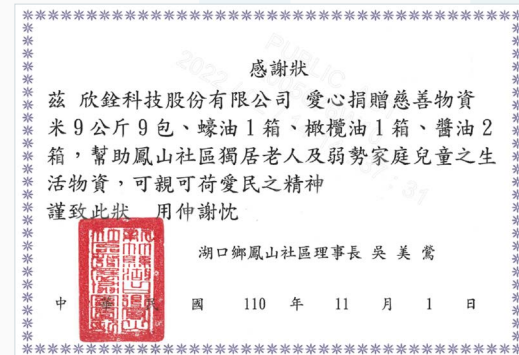 感謝狀
茲 欣銓科技股份有限公司 愛心捐贈慈善物資
米9公斤9包、蠔油1箱、橄欖油1箱、醬油2
箱，幫助鳳山社區獨居老人及弱勢家庭兒童之生
活物資，可親可荷愛民之精神
謹致此狀 用伸謝忱
湖口鄉鳳山社區理事長 吳美鶯
中華民國 110 年 11 月 1 日